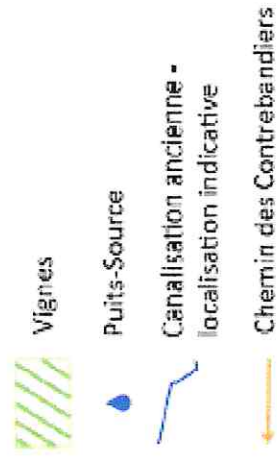 Vignes
Puits-Source
Canalisation ancienne -
localisation indicative
Chemin des Contrebandiers